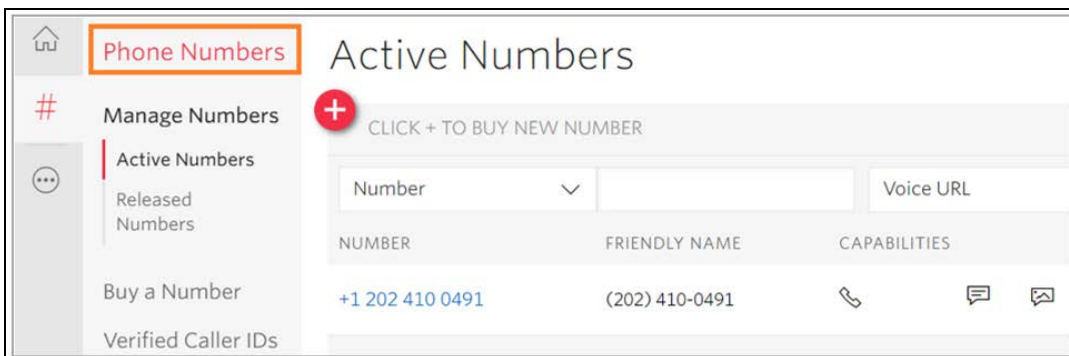 Phone Numbers
Manage Numbers
Active Numbers
Released
Numbers
Buy a Number
Verified Caller IDs
Active Numbers
+
CLICK + TO BUY NEW NUMBER
Number
Voice URL
NUMBER
FRIENDLY NAME
CAPABILITIES
+1 202 410 0491
(202) 410-0491
#